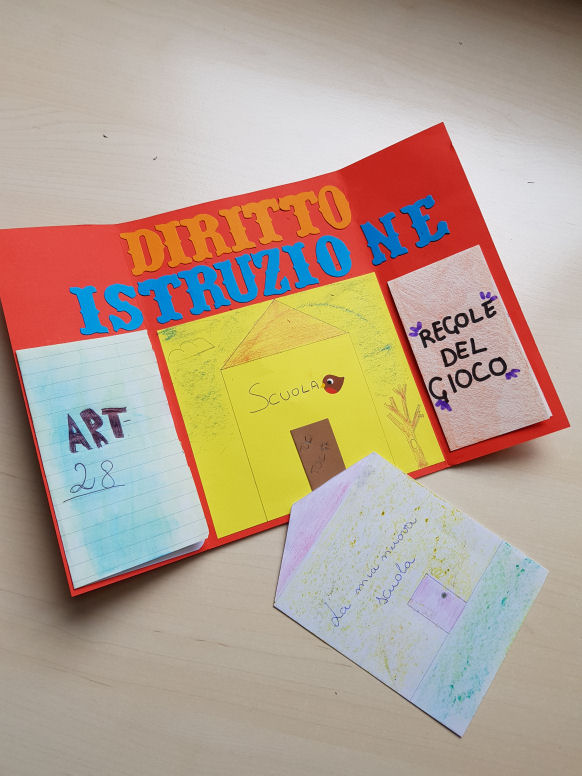 DIRITTO
ISTRUZIONE
ART-
28
SCUOLA
REGOLE
DEL
GIOCO
La mia nuova
scuola